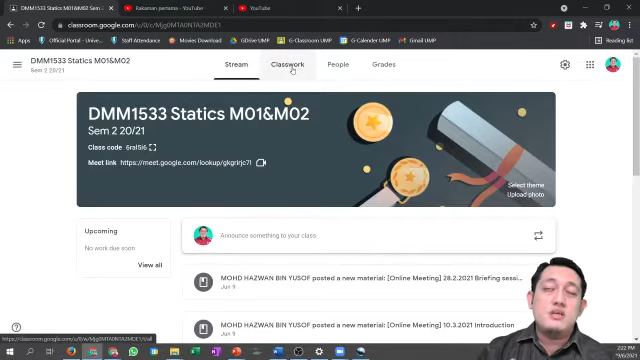 DMM1533 Statics M01&M02 Sem 2
Rakaman pertama - YouTube
YouTube
classroom.google.com/u/0/c/Mjg0MTA0NTA2MDE1
Apps
Official Portal - Univ
Staff Attendance
Movies Download
GDrive UMP
G-Classroom UMP
G-Calender UMP
Gmail UMP
Reading list
DMM1533 Statics M01&M02
Sem 2 20/21
Stream
Classwork
People
Grades
DMM1533 Statics M01&M02
Sem 2 20/21
Class code 6ral5i6
Meet link https://meet.google.com/lookup/gkgrlrjc7l
Select theme
Upload photo
Upcoming
No work due soon
View all
Announce something to your class
MOHD HAZWAN BIN YUSOF posted a new material: [Online Meeting] 28.2.2021 Briefing sessi...
Jun 9
MOHD HAZWAN BIN YUSOF posted a new material: [Online Meeting] 10.3.2021 Introduction
Jun 9
https://classroom.google.com/u/0/w/Mjg0MTA0NTA2MDE1/t/all
2:22 PM
19/6/2021